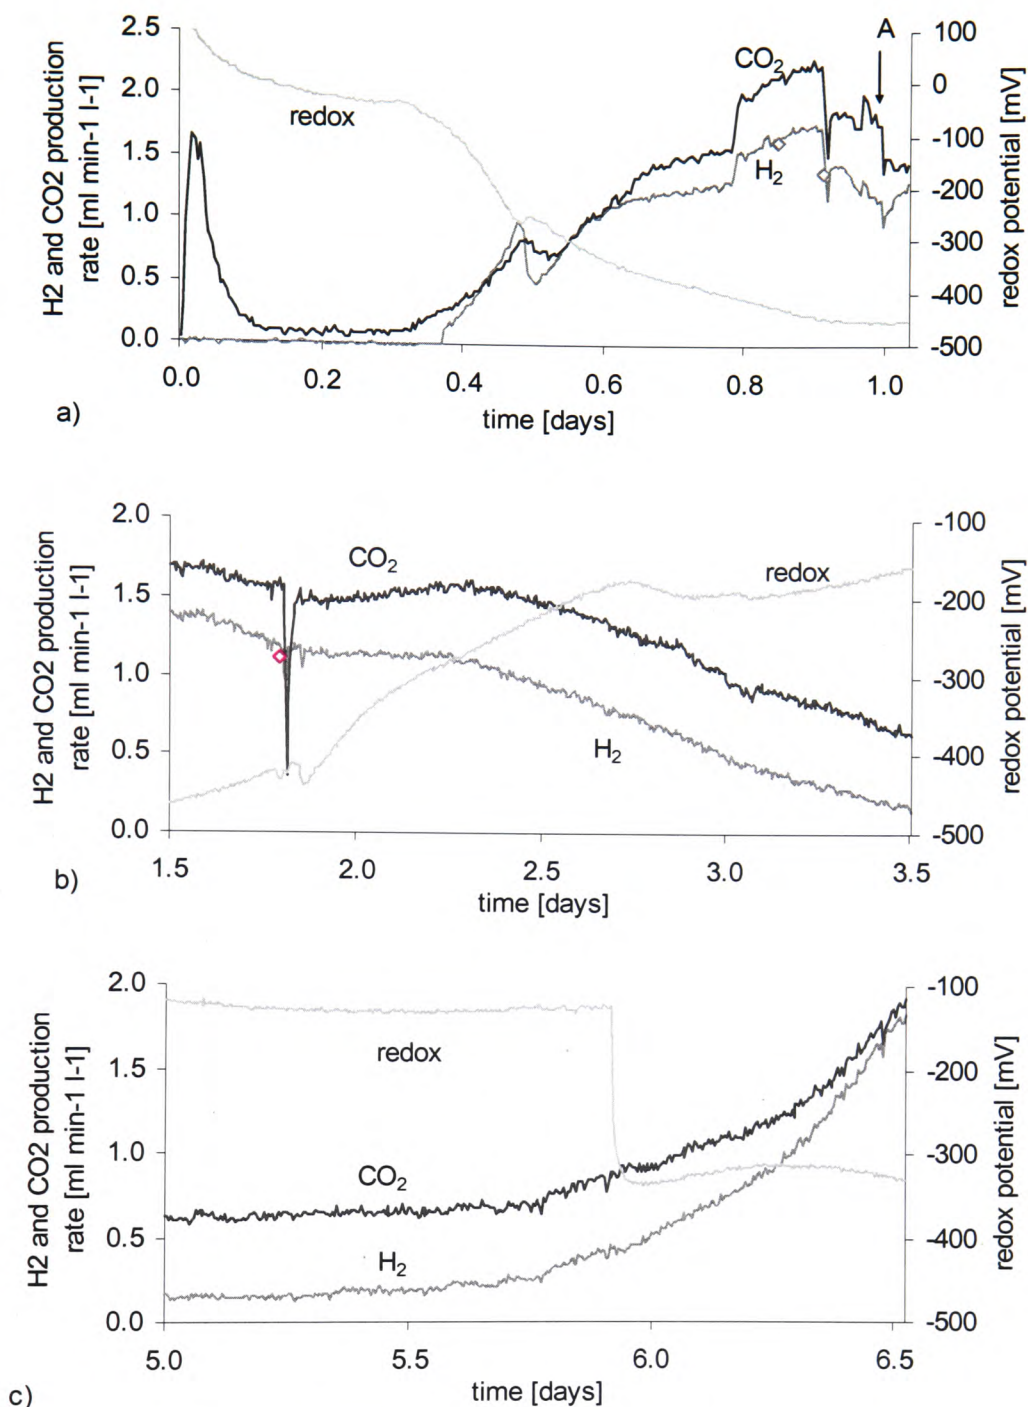 H2 and CO2 production
rate [ml min-1 l-1]
2.5
2.0
1.5
1.0
0.5
0.0
redox
CO₂
H₂
A
100
0
-100
-200
-300
-400
-500
redox potential [mV]
0.0 0.2 0.4 0.6 0.8 1.0
time [days]
a)
H2 and CO2 production
rate [ml min-1 l-1]
2.0
1.5
1.0
0.5
0.0
CO₂
redox
H₂
-100
-200
-300
-400
-500
redox potential [mV]
1.5 2.0 2.5 3.0 3.5
time [days]
b)
H2 and CO2 production
rate [ml min-1 l-1]
2.0
1.5
1.0
0.5
0.0
redox
CO₂
H₂
-100
-200
-300
-400
-500
redox potential [mV]
5.0 5.5 6.0 6.5
time [days]
c)